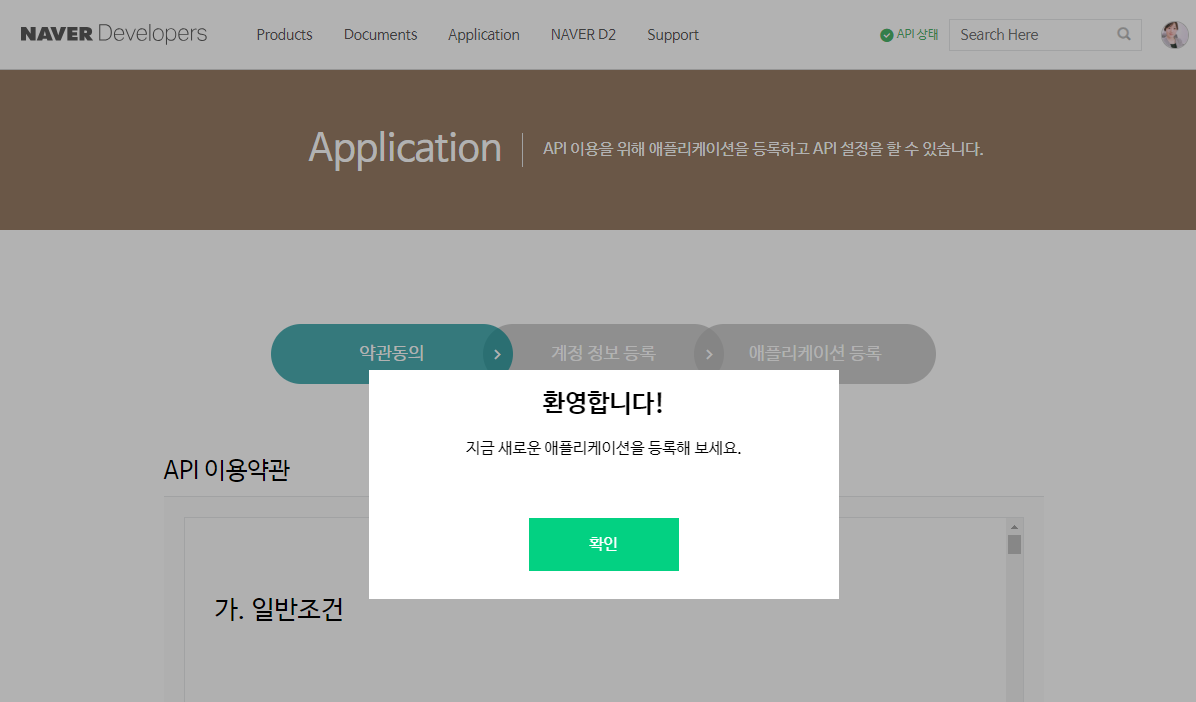 NAVER Developers
Products Documents Application NAVER D2 Support
API 상태
Search Here
Application
API 이용을 위해 애플리케이션을 등록하고 API 설정을 할 수 있습니다.
약관동의 계정 정보 등록 애플리케이션 등록
환영합니다!
지금 새로운 애플리케이션을 등록해 보세요.
확인
API 이용약관
가. 일반조건